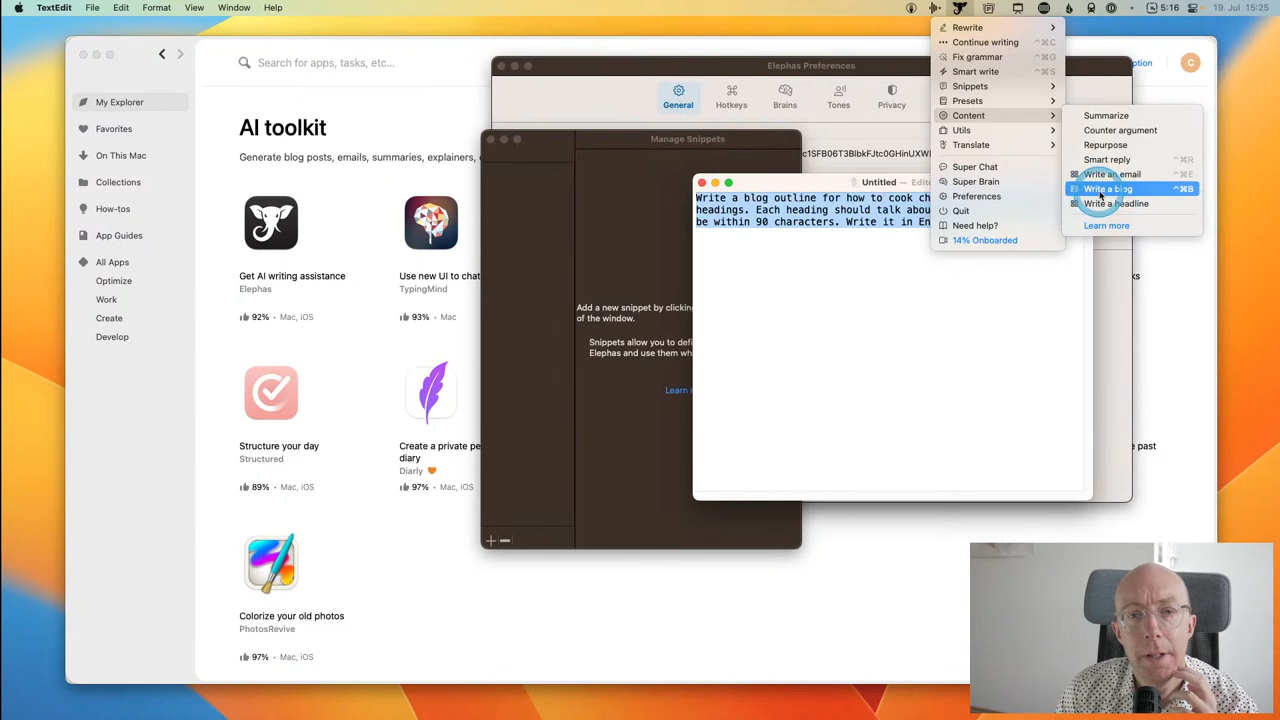 TextEdit File Edit Format View Window Help
5:16 Mon, 19. Jun 15:25
Search for apps, tasks, etc...
C
My Explorer
Favorites
On This Mac
Collections
How-tos
App Guides
All Apps
Optimize
Work
Create
Develop
AI toolkit
Generate blog posts, emails, summaries, explainers,
Get AI writing assistance
Elephas
92% • Mac, iOS
Use new UI to chat
TypingMind
93% • Mac
Structure your day
Structured
89% • Mac, iOS
Create a private pe
diary
Diarly
97% • Mac, iOS
Colorize your old photos
PhotosRevive
97% • Mac, iOS
Elephas Preferences
General Hotkeys Brains Tones Privacy
Manage Snippets
Add a new snippet by clicking
of the window.
Snippets allow you to defi
Elephas and use them wh
Learn
Untitled — Edite
Write a blog outline for how to cook ch
headings. Each heading should talk abou
be within 90 characters. Write it in En
Rewrite
Continue writing ^⌘C
Fix grammar ^⌘G
Smart write ^⌘S
Snippets
Presets
Content
Utils
Translate
Super Chat
Super Brain
Preferences
Quit
Need help?
14% Onboarded
Summarize
Counter argument
Repurpose
Smart reply ^⌘R
Write an email ^⌘E
Write a blog ^⌘B
Write a headline
Learn more
ption
ks
past